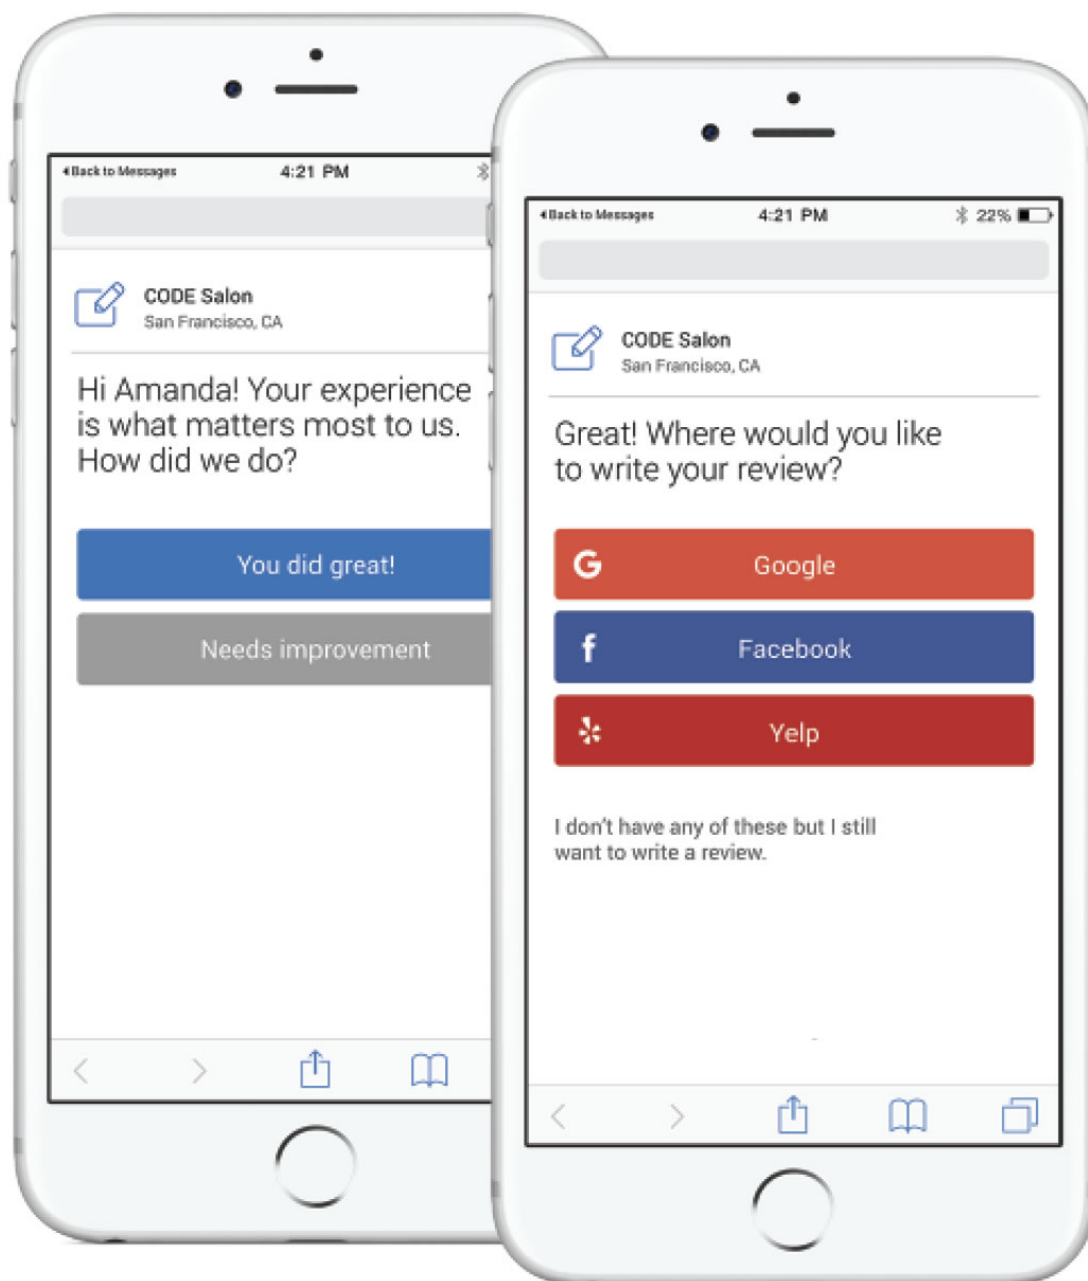 Back to Messages
4:21 PM
CODE Salon
San Francisco, CA
Hi Amanda! Your experience
is what matters most to us.
How did we do?
You did great!
Needs improvement
Back to Messages
4:21 PM
22%
CODE Salon
San Francisco, CA
Great! Where would you like
to write your review?
G
Google
f
Facebook
Yelp
I don't have any of these but I still
want to write a review.